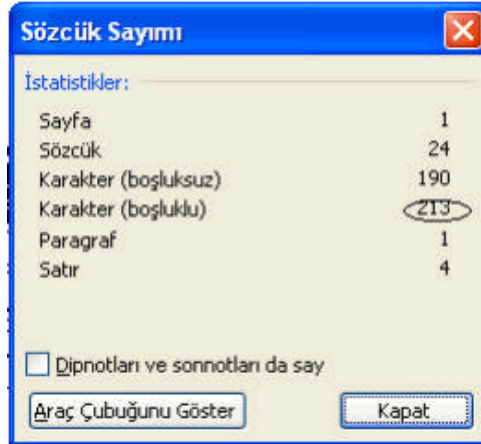 Sözcük Sayımı
İstatistikler:
Sayfa 1
Sözcük 24
Karakter (boşluksuz) 190
Karakter (boşluklu) 213
Paragraf 1
Satır 4
Dipnotları ve sonnotları da say
Araç Çubuğunu Göster Kapat